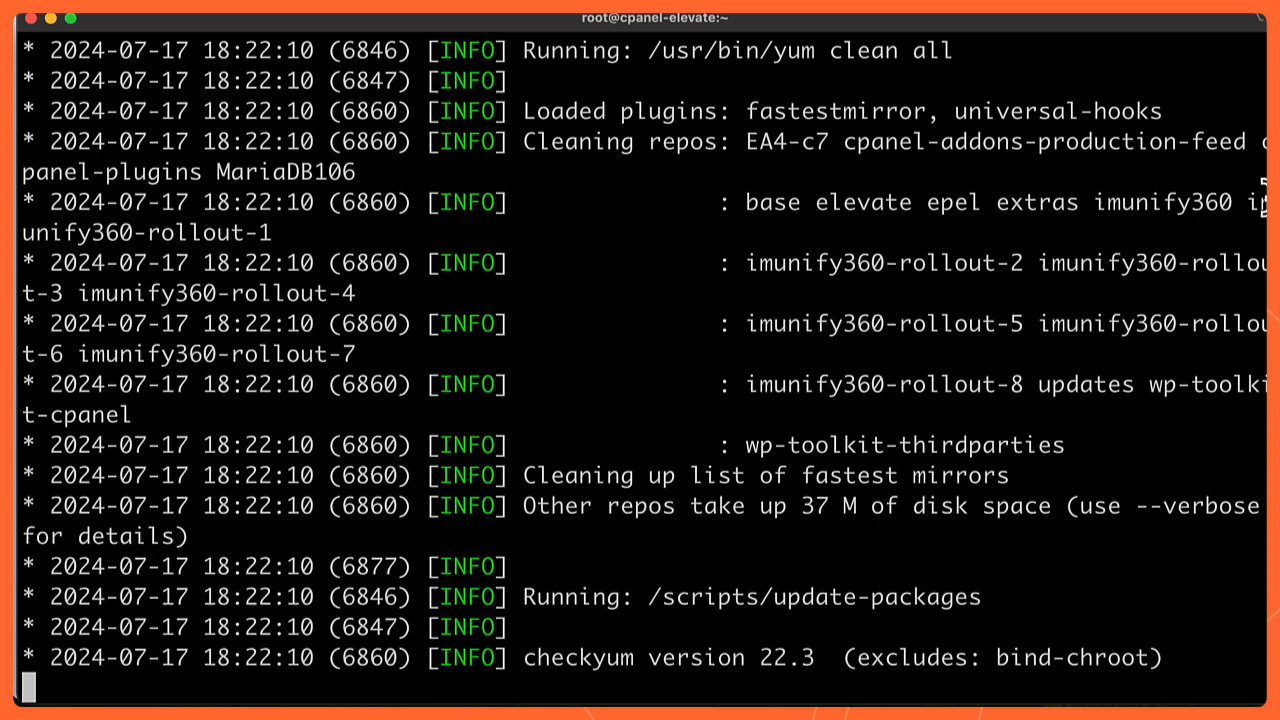 root@cpanel-elevate:~
* 2024-07-17 18:22:10 (6846) [INFO] Running: /usr/bin/yum clean all
* 2024-07-17 18:22:10 (6847) [INFO]
* 2024-07-17 18:22:10 (6860) [INFO] Loaded plugins: fastestmirror, universal-hooks
* 2024-07-17 18:22:10 (6860) [INFO] Cleaning repos: EA4-c7 cpanel-addons-production-feed c
panel-plugins MariaDB106
* 2024-07-17 18:22:10 (6860) [INFO]               : base elevate epel extras imunify360 im
unify360-rollout-1
* 2024-07-17 18:22:10 (6860) [INFO]               : imunify360-rollout-2 imunify360-rollou
t-3 imunify360-rollout-4
* 2024-07-17 18:22:10 (6860) [INFO]               : imunify360-rollout-5 imunify360-rollou
t-6 imunify360-rollout-7
* 2024-07-17 18:22:10 (6860) [INFO]               : imunify360-rollout-8 updates wp-toolki
t-cpanel
* 2024-07-17 18:22:10 (6860) [INFO]               : wp-toolkit-thirdparties
* 2024-07-17 18:22:10 (6860) [INFO] Cleaning up list of fastest mirrors
* 2024-07-17 18:22:10 (6860) [INFO] Other repos take up 37 M of disk space (use --verbose
for details)
* 2024-07-17 18:22:10 (6877) [INFO]
* 2024-07-17 18:22:10 (6846) [INFO] Running: /scripts/update-packages
* 2024-07-17 18:22:10 (6847) [INFO]
* 2024-07-17 18:22:10 (6860) [INFO] checkyum version 22.3  (excludes: bind-chroot)